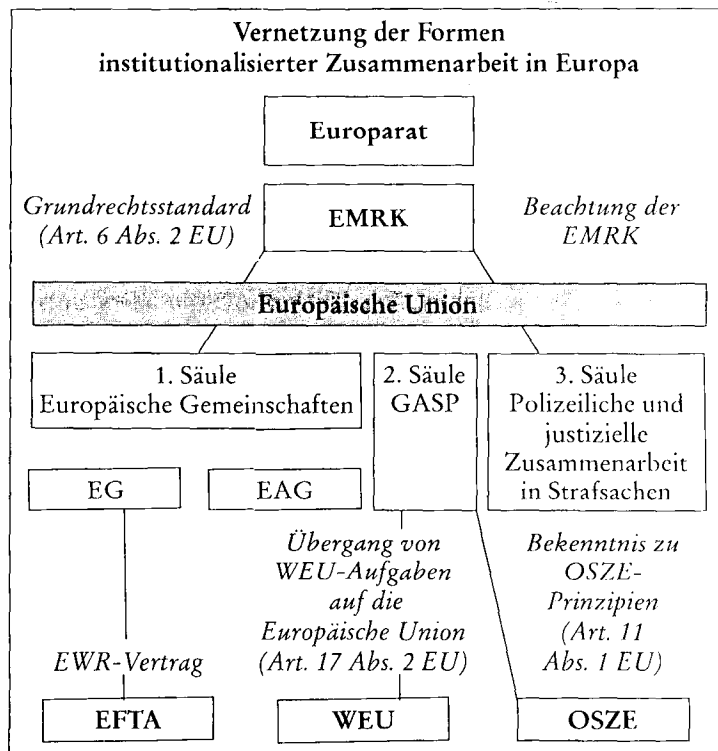 Vernetzung der Formen
institutionalisierter Zusammenarbeit in Europa
Europarat
Grundrechtsstandard
(Art. 6 Abs. 2 EU)
EMRK
Beachtung der
EMRK
Europäische Union
1. Säule
Europäische Gemeinschaften
2. Säule
GASP
3. Säule
Polizeiliche und
justizielle
Zusammenarbeit
in Strafsachen
EG
EAG
Übergang von
WEU-Aufgaben
auf die
Europäische Union
(Art. 17 Abs. 2 EU)
Bekenntnis zu
OSZE-
Prinzipien
(Art. 11
Abs. 1 EU)
EWR-Vertrag
EFTA
WEU
OSZE